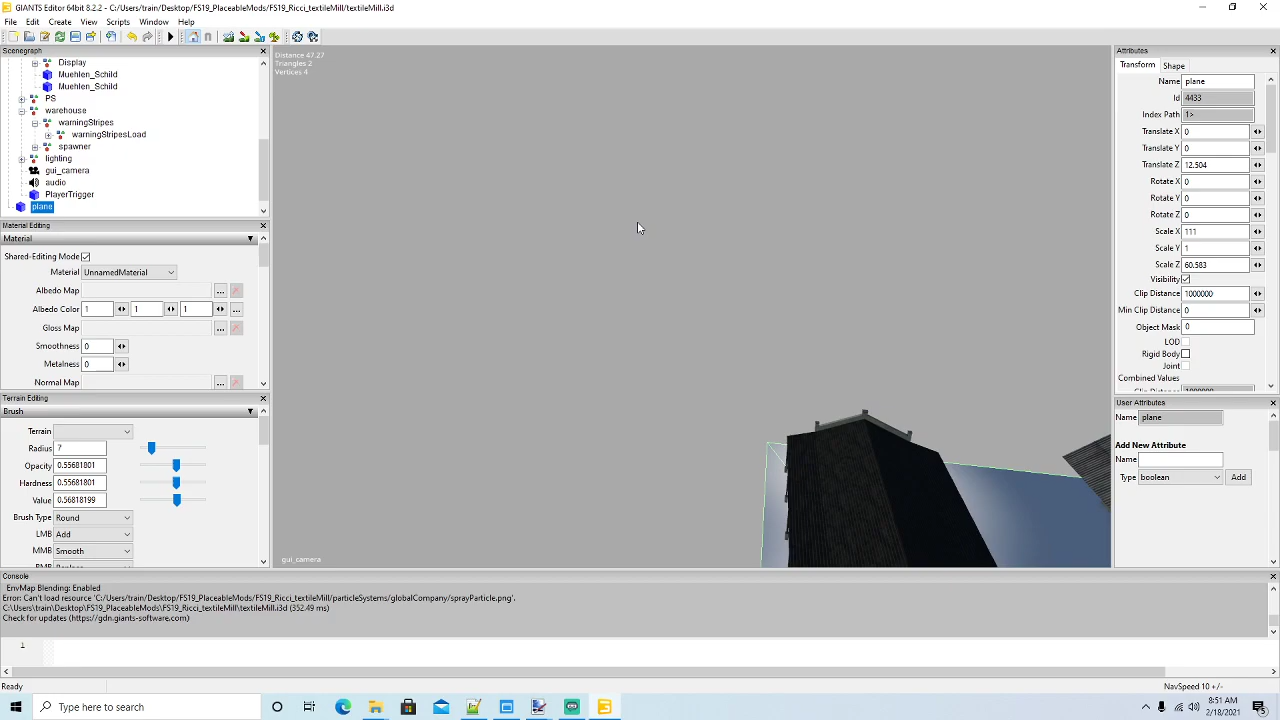 GIANTS Editor 64bit 8.2.2 - C:/Users/train/Desktop/FS19_PlaceableMods/FS19_Ricci_textileMill/textileMill.i3d
File Edit Create View Scripts Window Help
Scenegraph
Display
Muehlen_Schild
Muehlen_Schild
PS
warehouse
warningStripes
warningStripesLoad
spawner
lighting
gui_camera
audio
PlayerTrigger
plane
Material Editing
Material
Shared-Editing Mode
Material UnnamedMaterial
Albedo Map ...
Albedo Color 1 1 1 ...
Gloss Map ...
Smoothness 0
Metalness 0
Normal Map ...
Terrain Editing
Brush
Terrain
Radius 7
Opacity 0.55681801
Hardness 0.55681801
Value 0.56818199
Brush Type Round
LMB Add
MMB Smooth
Distance 47.27
Triangles 2
Vertices 4
gui_camera
Attributes
Transform Shape
Name plane
Id 4433
Index Path 1>
Translate X 0
Translate Y 0
Translate Z 12.504
Rotate X 0
Rotate Y 0
Rotate Z 0
Scale X 111
Scale Y 1
Scale Z 60.583
Visibility
Clip Distance 1000000
Min Clip Distance 0
Object Mask 0
LOD
Rigid Body
Joint
Combined Values
User Attributes
Name plane
Add New Attribute
Name
Type boolean Add
Console
EnvMap Blending: Enabled
Error: Can't load resource 'C:/Users/train/Desktop/FS19_PlaceableMods/FS19_Ricci_textileMill/particleSystems/globalCompany/sprayParticle.png'.
C:\Users\train\Desktop\FS19_PlaceableMods\FS19_Ricci_textileMill\textileMill.i3d (352.49 ms)
Check for updates (https://gdn.giants-software.com)
1
Ready
NavSpeed 10 +/-
Type here to search
8:51 AM
2/18/2021